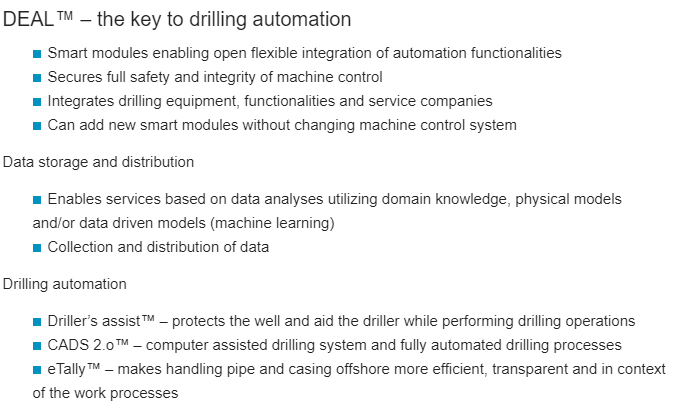 DEAL™ – the key to drilling automation
Smart modules enabling open flexible integration of automation functionalities
Secures full safety and integrity of machine control
Integrates drilling equipment, functionalities and service companies
Can add new smart modules without changing machine control system
Data storage and distribution
Enables services based on data analyses utilizing domain knowledge, physical models
and/or data driven models (machine learning)
Collection and distribution of data
Drilling automation
Driller’s assist™ – protects the well and aid the driller while performing drilling operations
CADS 2.o™ – computer assisted drilling system and fully automated drilling processes
eTally™ – makes handling pipe and casing offshore more efficient, transparent and in context
of the work processes